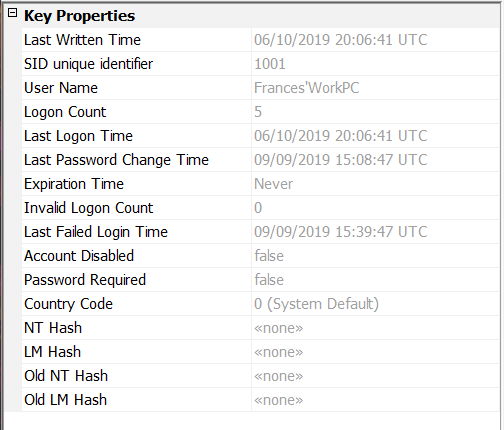 Key Properties
Last Written Time 06/10/2019 20:06:41 UTC
SID unique identifier 1001
User Name Frances'WorkPC
Logon Count 5
Last Logon Time 06/10/2019 20:06:41 UTC
Last Password Change Time 09/09/2019 15:08:47 UTC
Expiration Time Never
Invalid Logon Count 0
Last Failed Login Time 09/09/2019 15:39:47 UTC
Account Disabled false
Password Required false
Country Code 0 (System Default)
NT Hash «none»
LM Hash «none»
Old NT Hash «none»
Old LM Hash «none»